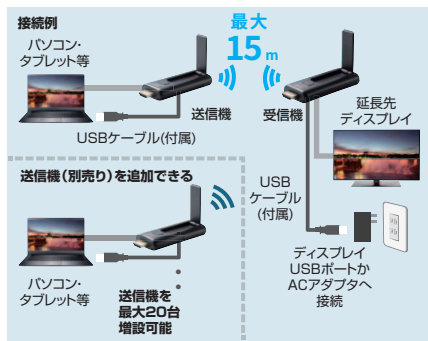 接続例
パソコン・
タブレット等
最大
15m
送信機
受信機
延長先
ディスプレイ
USBケーブル(付属)
送信機(別売り)を追加できる
USB
ケーブル
(付属)
パソコン・
タブレット等
送信機を
最大20台
増設可能
ディスプレイ
USBポートか
ACアダプタへ
接続